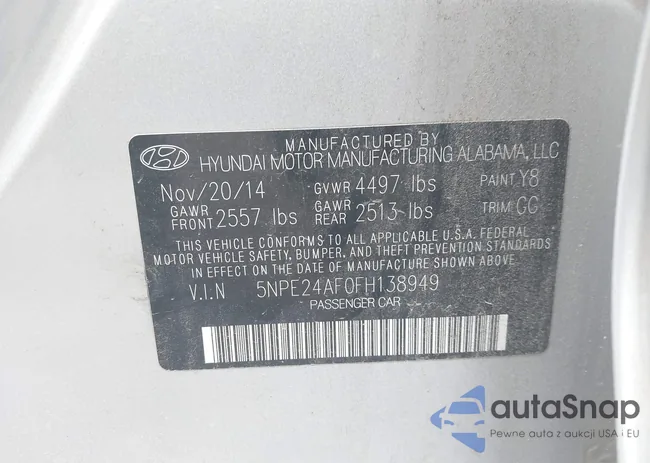 MANUFACTURED BY
HYUNDAI MOTOR MANUFACTURING ALABAMA, LLC
Nov/20/14 GVWR 4497 lbs PAINT Y8
GAWR FRONT 2557 lbs GAWR REAR 2513 lbs TRIM GG
THIS VEHICLE CONFORMS TO ALL APPLICABLE U.S.A. FEDERAL
MOTOR VEHICLE SAFETY, BUMPER, AND THEFT PREVENTION STANDARDS
IN EFFECT ON THE DATE OF MANUFACTURE SHOWN ABOVE.
V.I.N 5NPE24AF0FH138949
PASSENGER CAR
autoSnap
Pewne auta z aukcji USA i EU